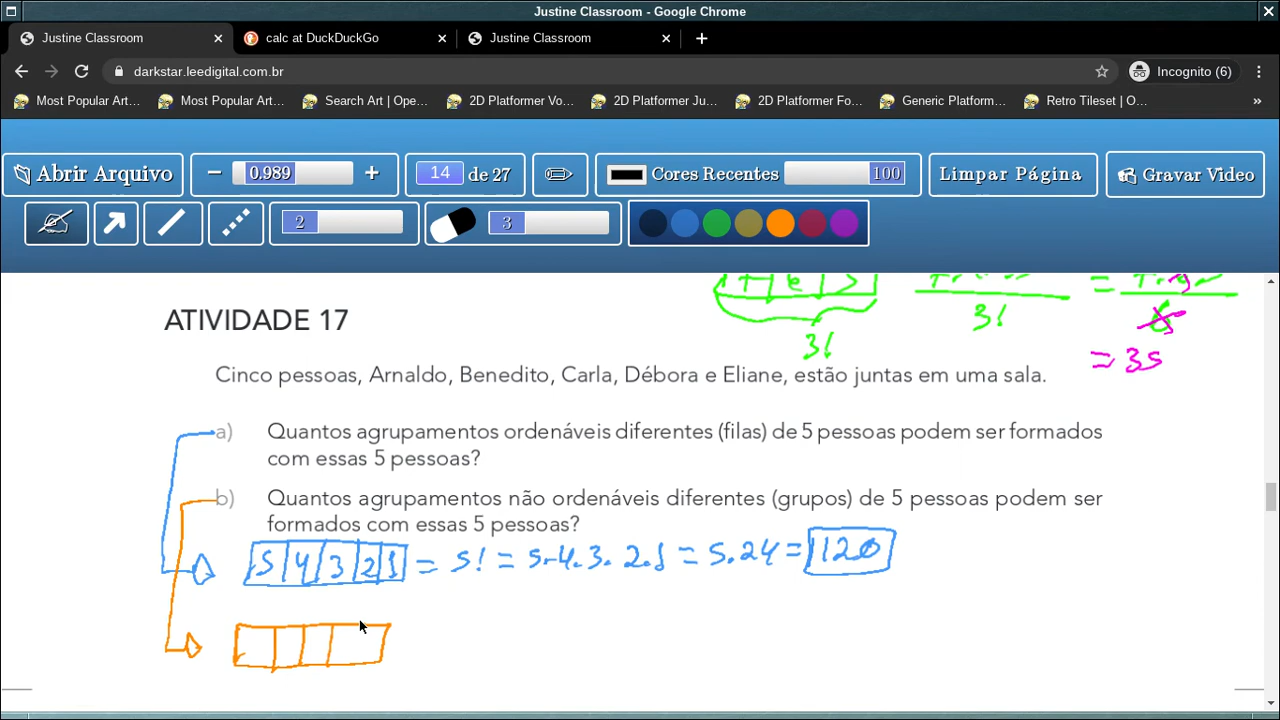 Justine Classroom - Google Chrome
Justine Classroom
calc at DuckDuckGo
Justine Classroom
darkstar.leedigital.com.br
Incognito (6)
Most Popular Art...
Most Popular Art...
Search Art | Ope...
2D Platformer Vo...
2D Platformer Ju...
2D Platformer Fo...
Generic Platform...
Retro Tileset | O...
»
Abrir Arquivo
− 0,989 +
14 de 27
Cores Recentes 100
Limpar Página
Gravar Video
2
3
3!
3!
= 35
ATIVIDADE 17
Cinco pessoas, Arnaldo, Benedito, Carla, Débora e Eliane, estão juntas em uma sala.
a) Quantos agrupamentos ordenáveis diferentes (filas) de 5 pessoas podem ser formados
com essas 5 pessoas?
b) Quantos agrupamentos não ordenáveis diferentes (grupos) de 5 pessoas podem ser
formados com essas 5 pessoas?
5 4 3 2 1 = 5! = 5.4.3.2.1 = 5.24 = 120